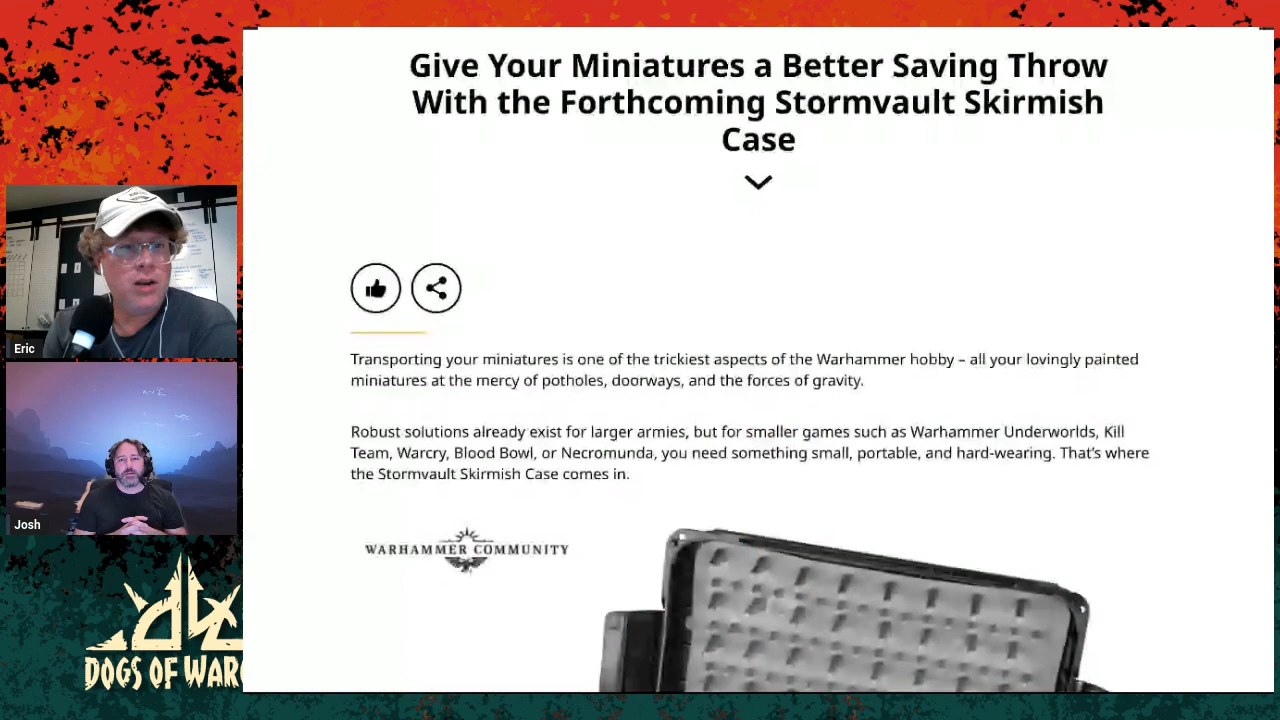 Give Your Miniatures a Better Saving Throw
With the Forthcoming Stormvault Skirmish
Case
Transporting your miniatures is one of the trickiest aspects of the Warhammer hobby – all your lovingly painted
miniatures at the mercy of potholes, doorways, and the forces of gravity.
Robust solutions already exist for larger armies, but for smaller games such as Warhammer Underworlds, Kill
Team, Warcry, Blood Bowl, or Necromunda, you need something small, portable, and hard-wearing. That's where
the Stormvault Skirmish Case comes in.
WARHAMMER COMMUNITY
Eric
Josh
DOGS OF WARC